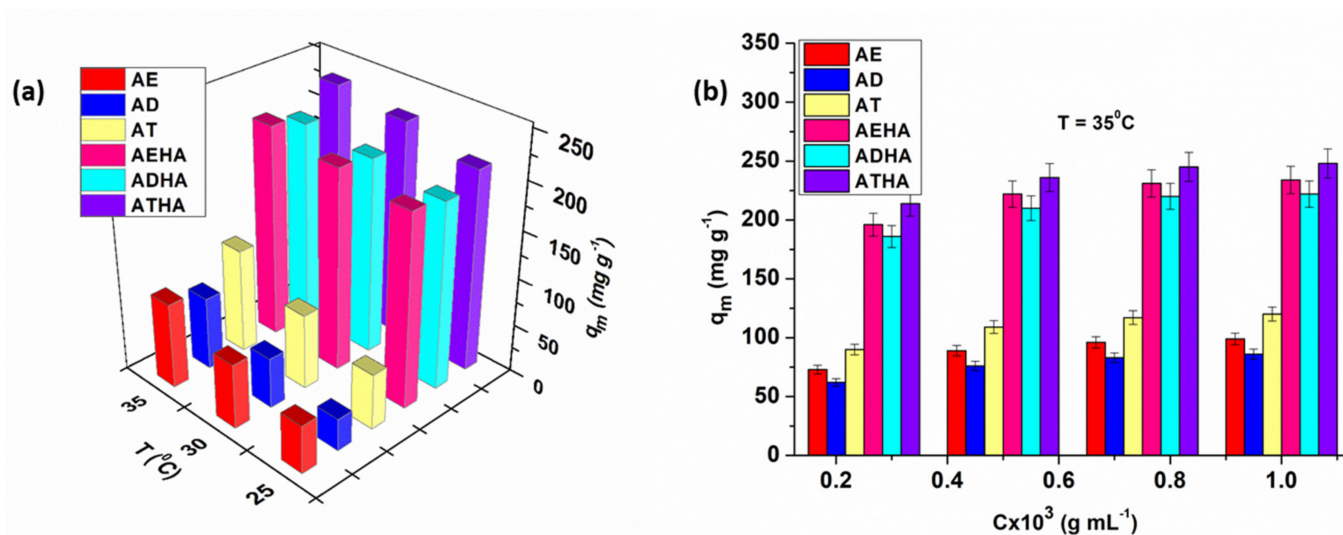 (a)
AE
AD
AT
AEHA
ADHA
ATHA
250
200
150
100
50
0
qm (mg g-1)
35
30
25
T (0C)
(b)
350
300
250
200
150
100
50
0
qm (mg g-1)
AE
AD
AT
AEHA
ADHA
ATHA
T = 35⁰C
0.2 0.4 0.6 0.8 1.0
Cx10³ (g mL⁻¹)